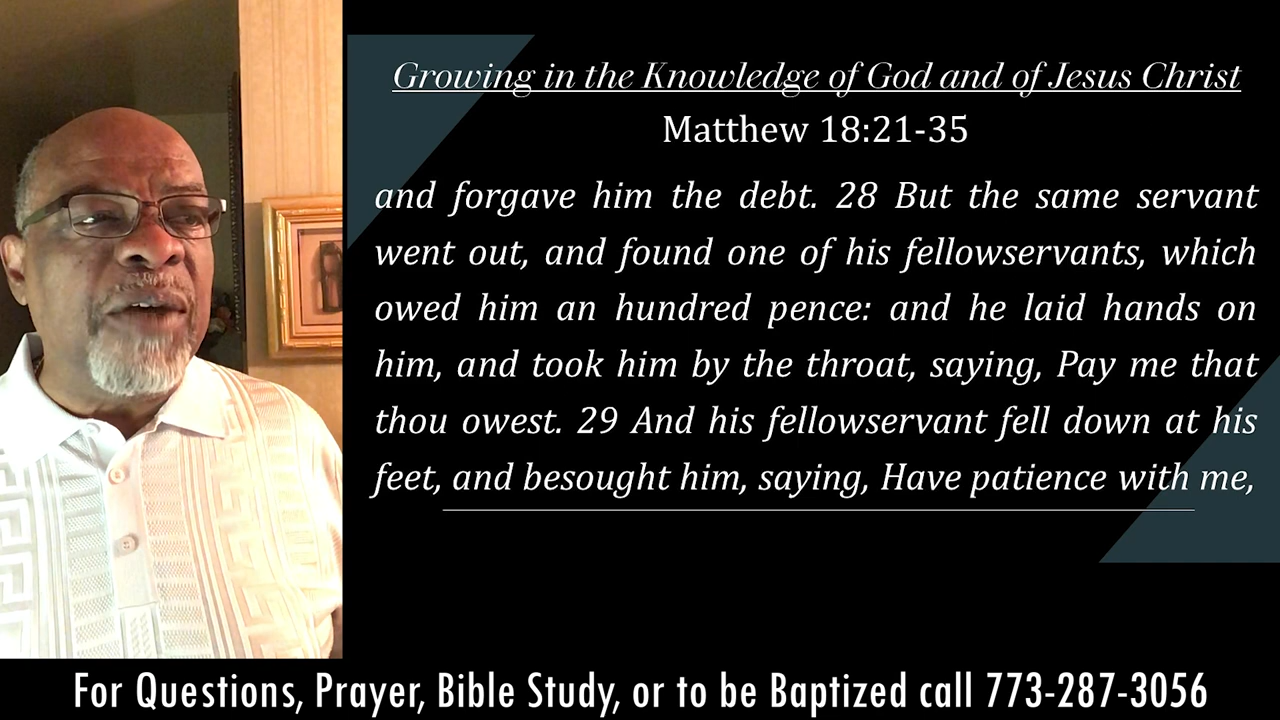 Growing in the Knowledge of God and of Jesus Christ
Matthew 18:21-35
and forgave him the debt. 28 But the same servant
went out, and found one of his fellowservants, which
owed him an hundred pence: and he laid hands on
him, and took him by the throat, saying, Pay me that
thou owest. 29 And his fellowservant fell down at his
feet, and besought him, saying, Have patience with me,
For Questions, Prayer, Bible Study, or to be Baptized call 773-287-3056